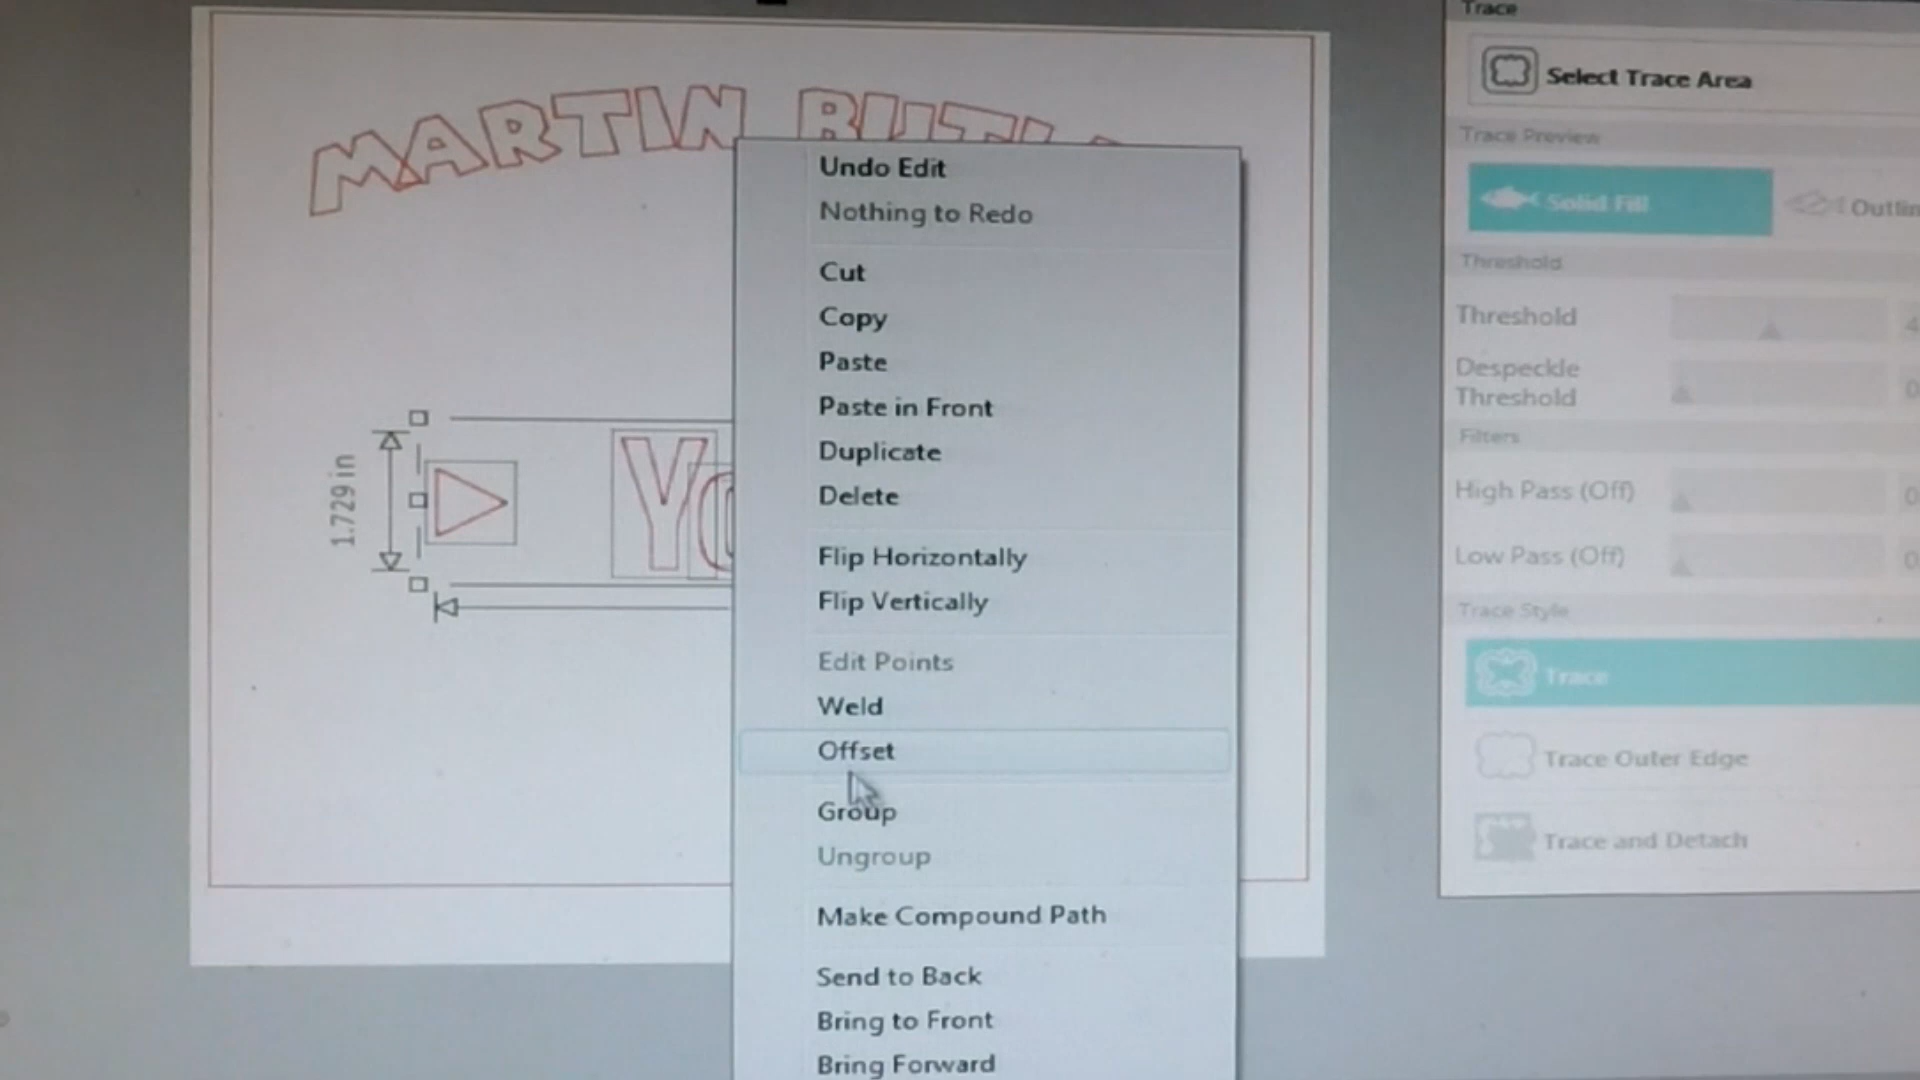 Trace
Select Trace Area
Trace Preview
Solid Fill
Threshold
Threshold
Despeckle
Threshold
Filters
High Pass (Off)
Low Pass (Off)
Trace Style
Trace
Trace Outer Edge
Trace and Detach
MARTIN
1.729 in
Undo Edit
Nothing to Redo
Cut
Copy
Paste
Paste in Front
Duplicate
Delete
Flip Horizontally
Flip Vertically
Edit Points
Weld
Offset
Group
Ungroup
Make Compound Path
Send to Back
Bring to Front
Bring Forward